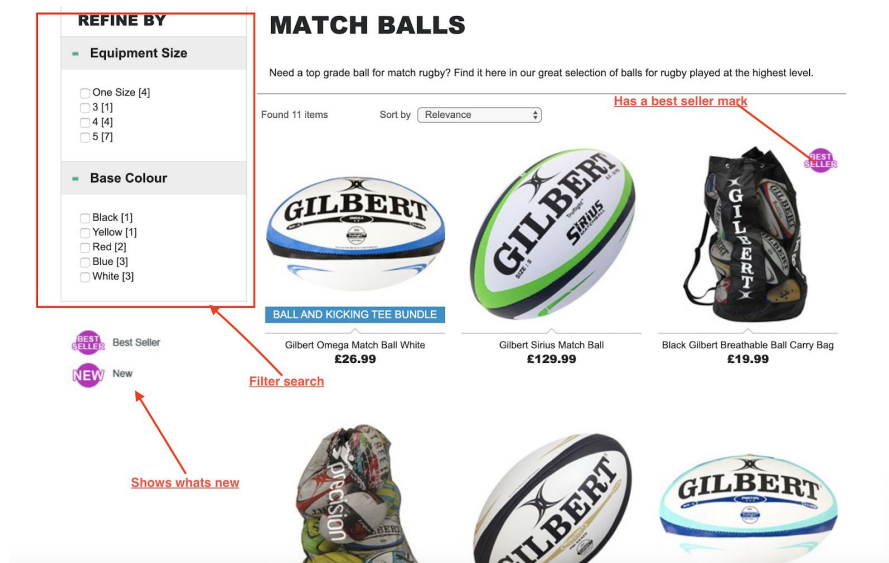 REFINE BY
Equipment Size
One Size [4]
3 [1]
4 [4]
5 [7]
Base Colour
Black [1]
Yellow [1]
Red [2]
Blue [3]
White [3]
BEST SELLER Best Seller
NEW New
Shows whats new
Filter search
MATCH BALLS
Need a top grade ball for match rugby? Find it here in our great selection of balls for rugby played at the highest level.
Has a best seller mark
Found 11 items
Sort by
Relevance
BEST SELLER
GILBERT
GILBERT
SIRIUS
SIZE : 5
GILBERT
BALL AND KICKING TEE BUNDLE
Gilbert Omega Match Ball White
£26.99
Gilbert Sirius Match Ball
£129.99
Black Gilbert Breathable Ball Carry Bag
£19.99
precision
GILBERT
GILBERT